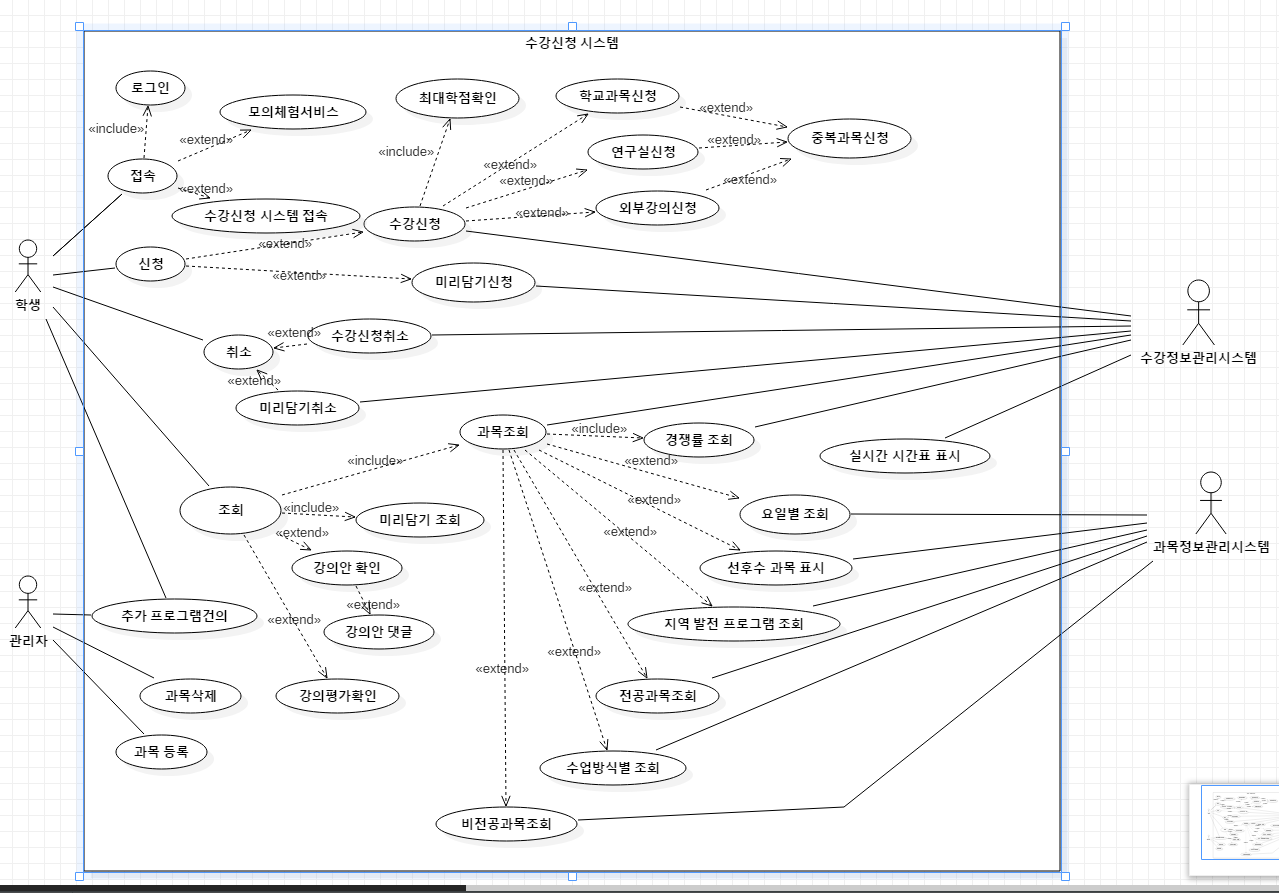 수강신청 시스템
로그인
모의체험서비스
최대학점확인
학교과목신청
«extend»
«include»
«extend»
«include»
«extend»
연구실신청
«extend»
중복과목신청
접속
«extend»
«extend»
«extend»
수강신청 시스템 접속
«extend»
외부강의신청
수강신청
«extend»
신청
«extend»
미리담기신청
학생
수강정보관리시스템
«extend»
수강신청취소
취소
«extend»
미리담기취소
과목조회
«include»
경쟁률 조회
실시간 시간표 표시
«include»
«extend»
조회
«include»
미리담기 조회
«extend»
요일별 조회
«extend»
«extend»
과목정보관리시스템
강의안 확인
선후수 과목 표시
«extend»
«extend»
추가 프로그램건의
«extend»
강의안 댓글
지역 발전 프로그램 조회
관리자
«extend»
«extend»
과목삭제
강의평가확인
전공과목조회
과목 등록
수업방식별 조회
비전공과목조회